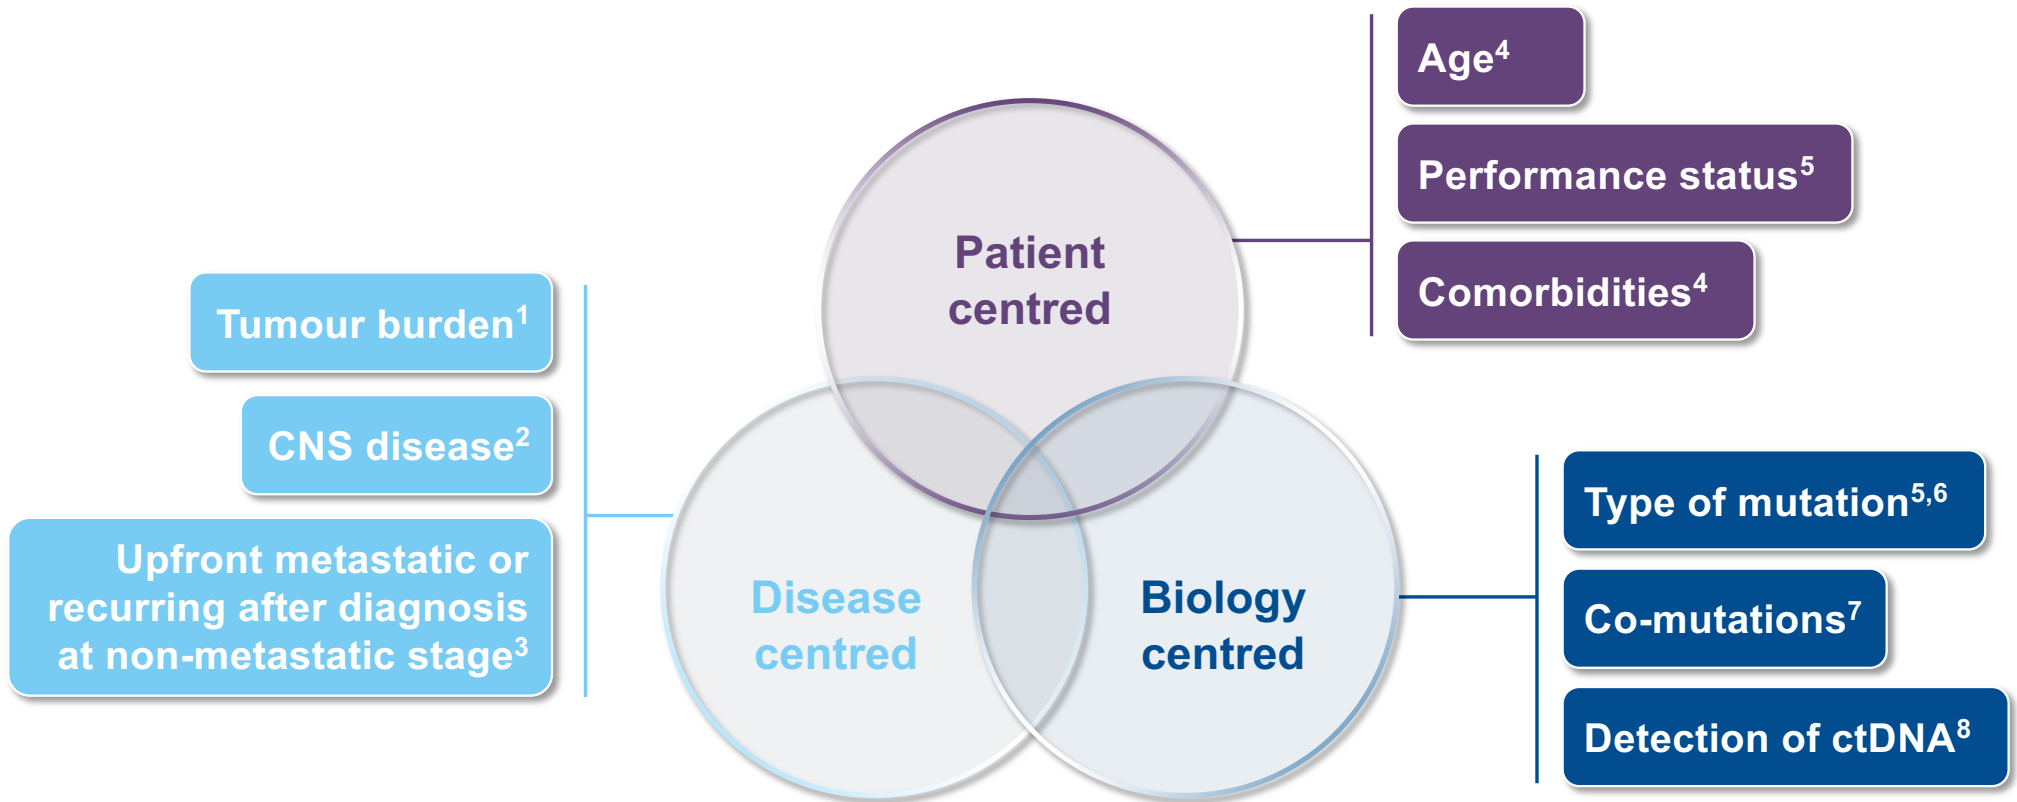 Age⁴
Performance status⁵
Comorbidities⁴
Patient
centred
Tumour burden¹
CNS disease²
Upfront metastatic or
recurring after diagnosis
at non-metastatic stage³
Disease
centred
Biology
centred
Type of mutation⁵,⁶
Co-mutations⁷
Detection of ctDNA⁸